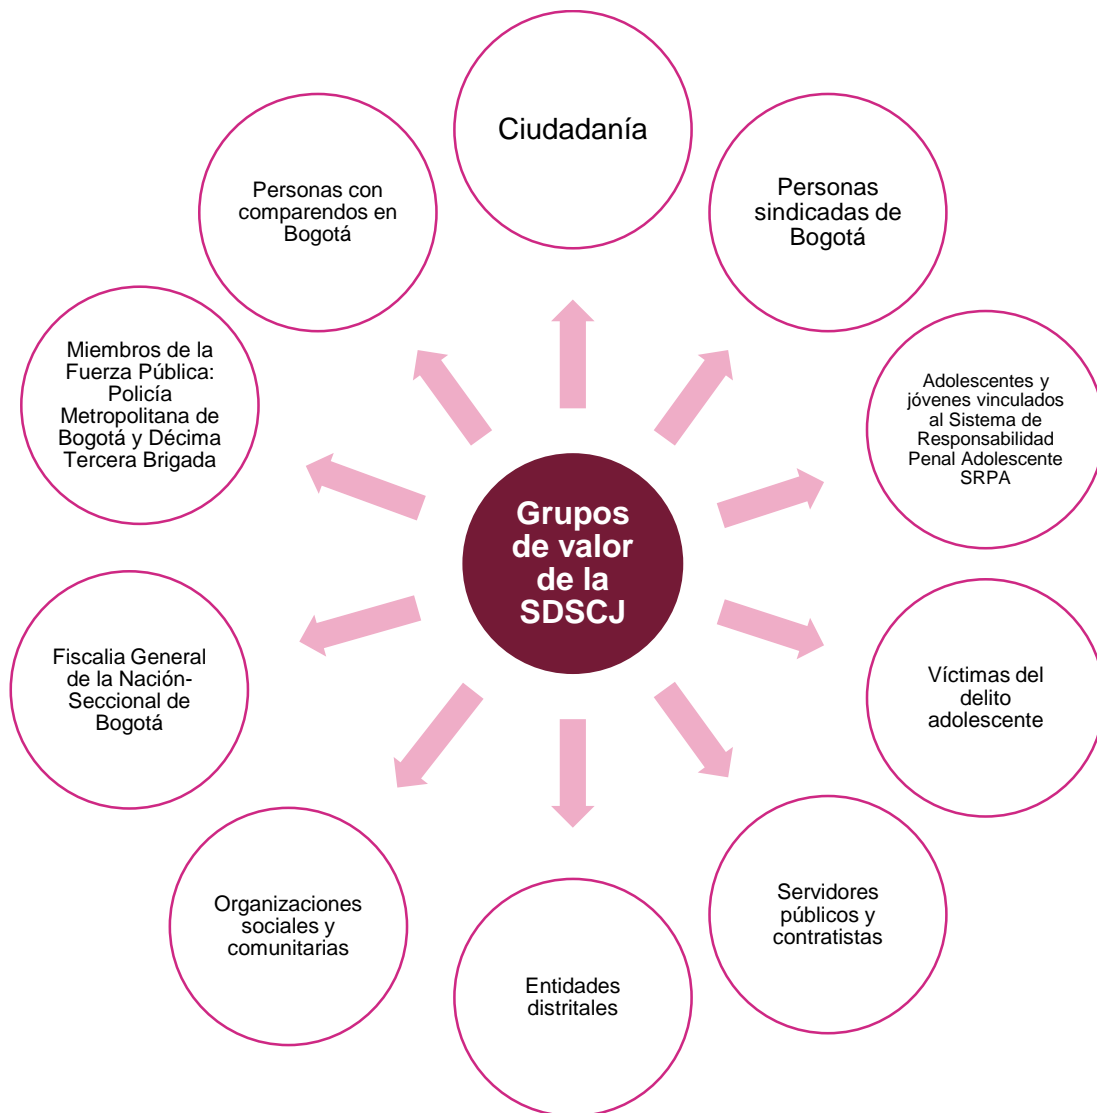 Ciudadanía
Personas
sindicadas de
Bogotá
Adolescentes y
jóvenes vinculados
al Sistema de
Responsabilidad
Penal Adolescente
SRPA
Víctimas del
delito
adolescente
Servidores
públicos y
contratistas
Entidades
distritales
Organizaciones
sociales y
comunitarias
Fiscalia General
de la Nación-
Seccional de
Bogotá
Miembros de la
Fuerza Pública:
Policía
Metropolitana de
Bogotá y Décima
Tercera Brigada
Personas con
comparendos en
Bogotá
Grupos
de valor
de la
SDSCJ